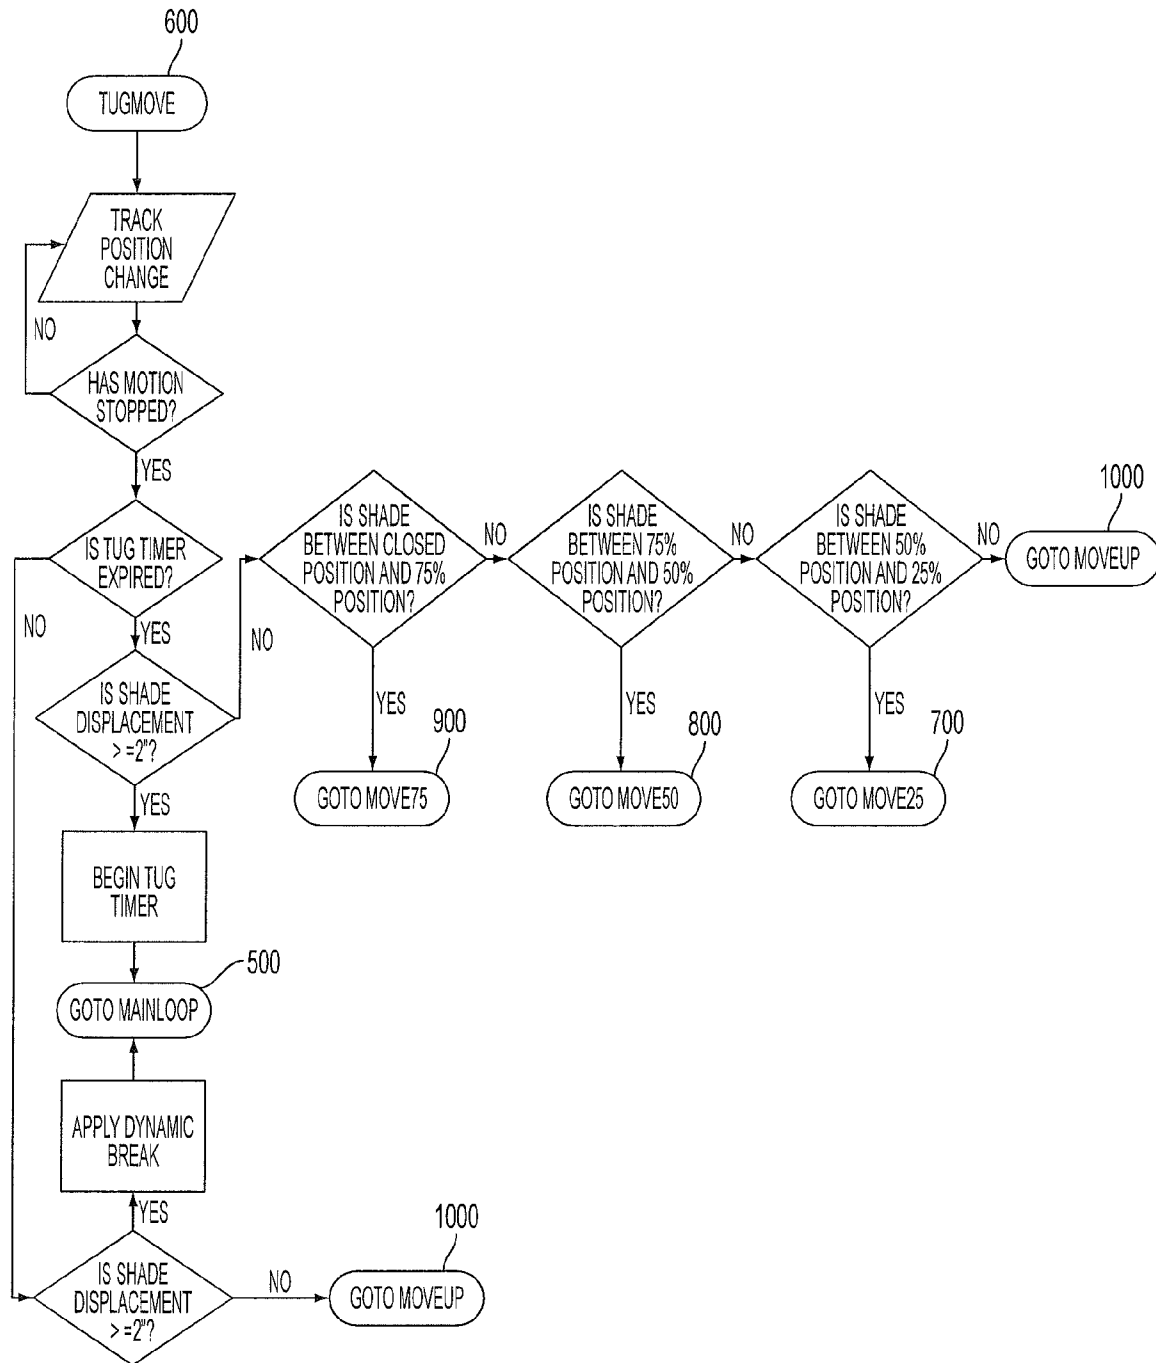 600
TUGMOVE
TRACK
POSITION
CHANGE
NO
HAS MOTION
STOPPED?
YES
IS TUG TIMER
EXPIRED?
NO
YES
IS SHADE
DISPLACEMENT
> =2"?
NO
IS SHADE
BETWEEN CLOSED
POSITION AND 75%
POSITION?
NO
IS SHADE
BETWEEN 75%
POSITION AND 50%
POSITION?
NO
IS SHADE
BETWEEN 50%
POSITION AND 25%
POSITION?
NO
1000
GOTO MOVEUP
YES
900
GOTO MOVE75
YES
800
GOTO MOVE50
YES
700
GOTO MOVE25
YES
BEGIN TUG
TIMER
500
GOTO MAINLOOP
APPLY DYNAMIC
BREAK
YES
IS SHADE
DISPLACEMENT
> =2"?
NO
1000
GOTO MOVEUP